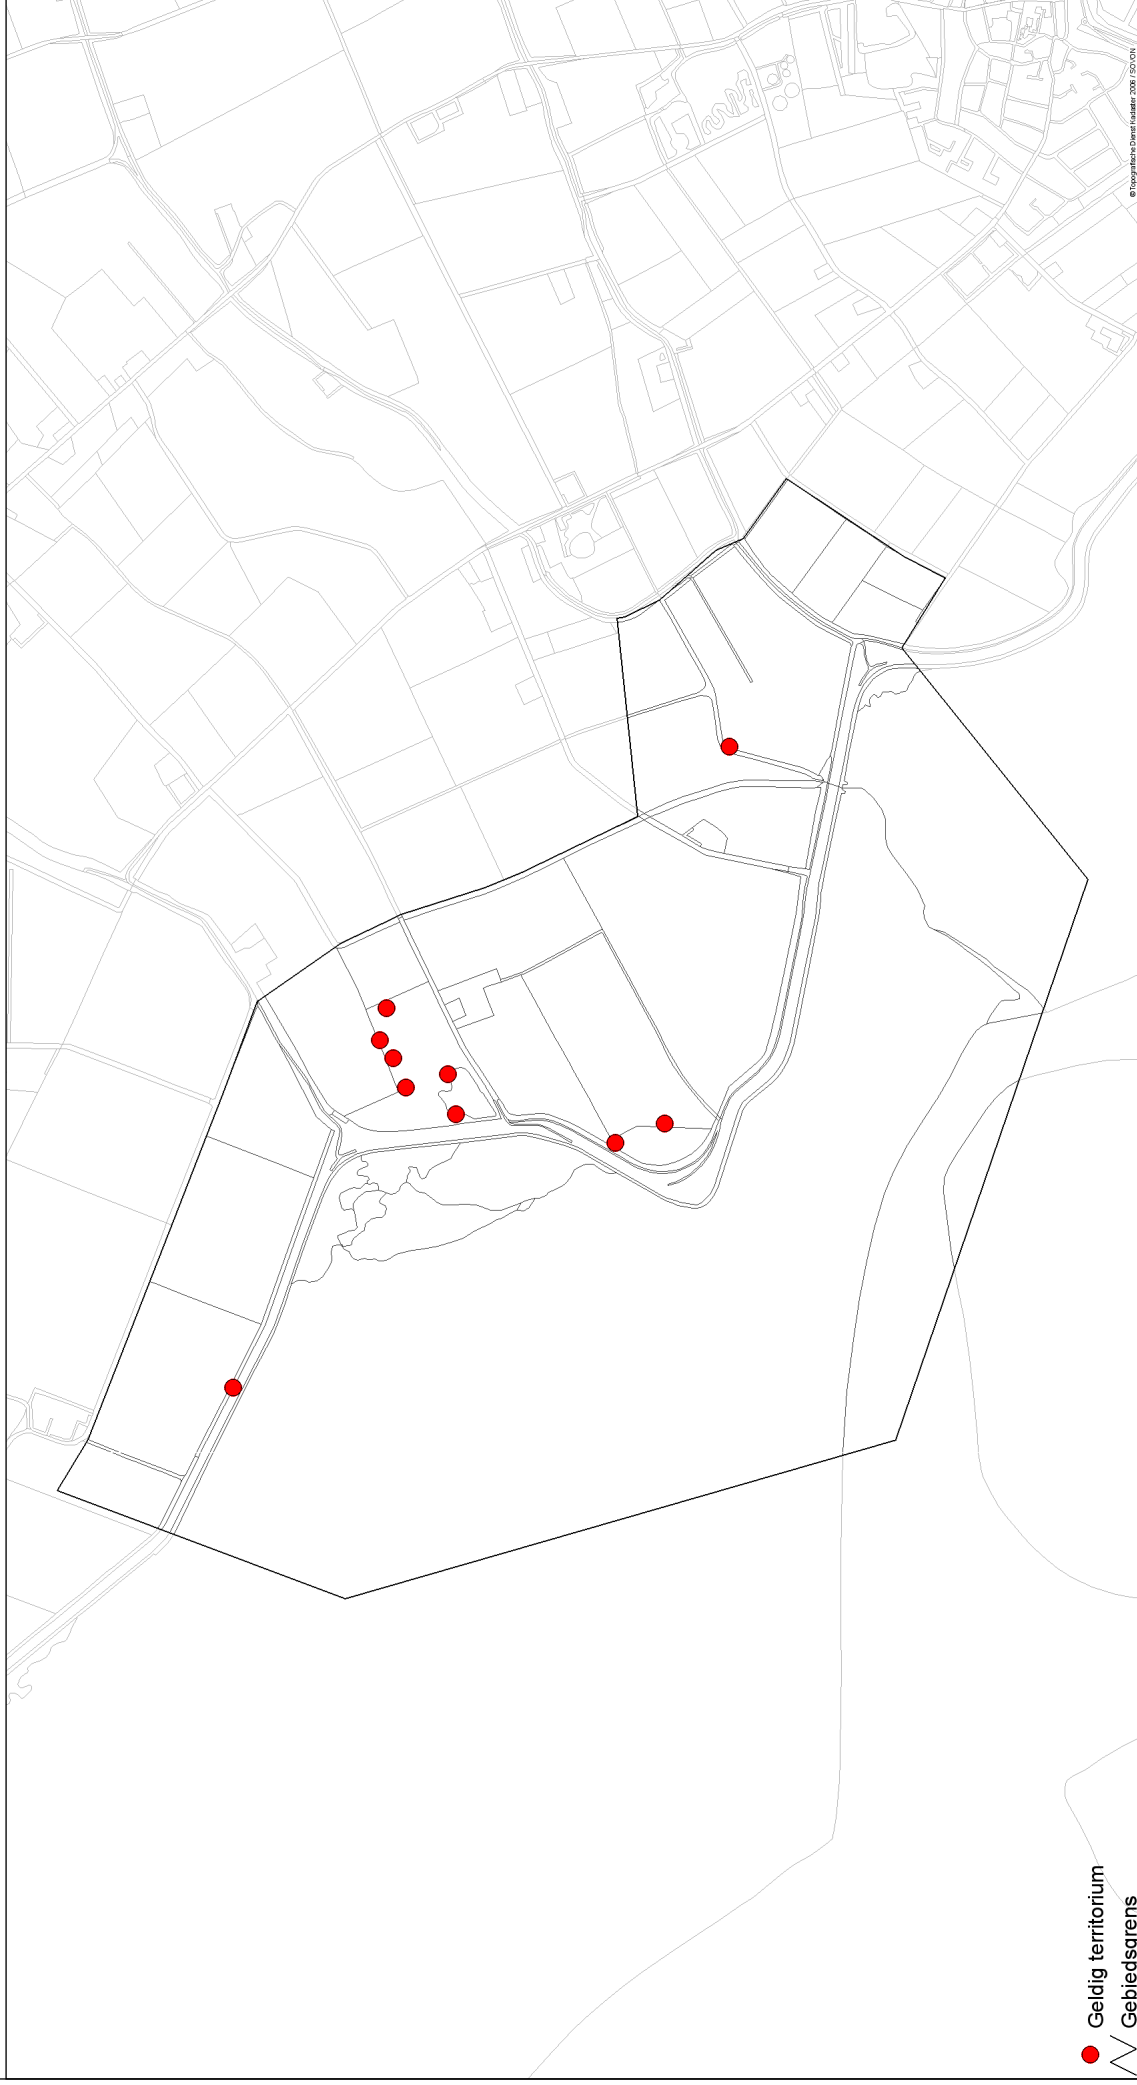 © Topografische Dienst Kadaster 2006 / SOVON
Geldig territorium
Gebiedsgrens